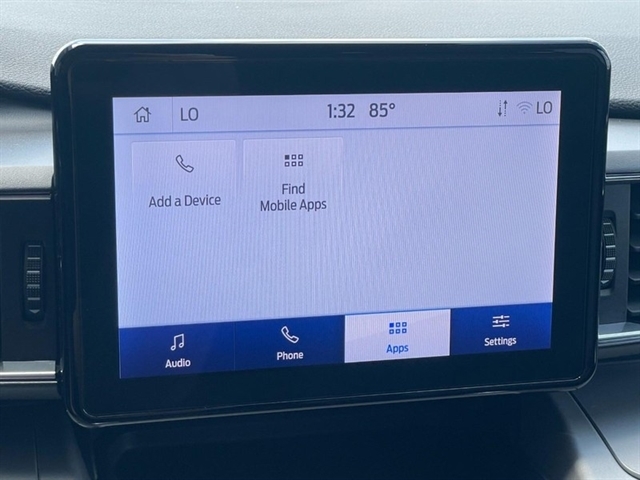 LO 1:32 85° LO
Add a Device
Find
Mobile Apps
Audio
Phone
Apps
Settings